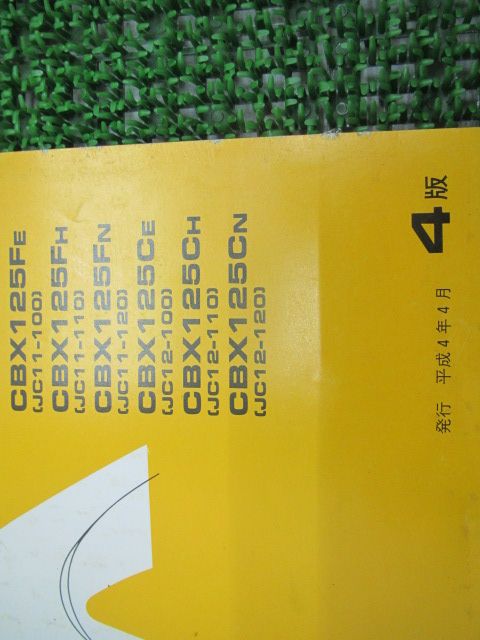 CBX125FE
(JC11-100)
CBX125FH
(JC11-110)
CBX125FN
(JC11-120)
CBX125CE
(JC12-100)
CBX125CH
(JC12-110)
CBX125CN
(JC12-120)
4版
発行 平成4年4月